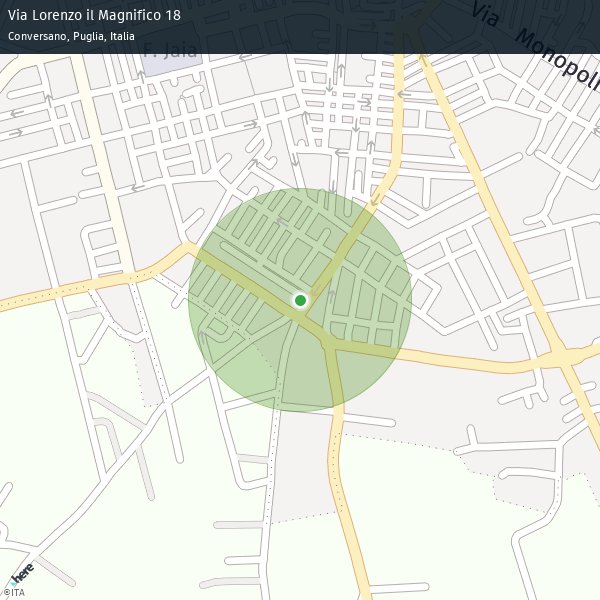 Via Lorenzo il Magnifico 18
Conversano, Puglia, Italia
Via Monopoli
F. Jaia
here
©ITA